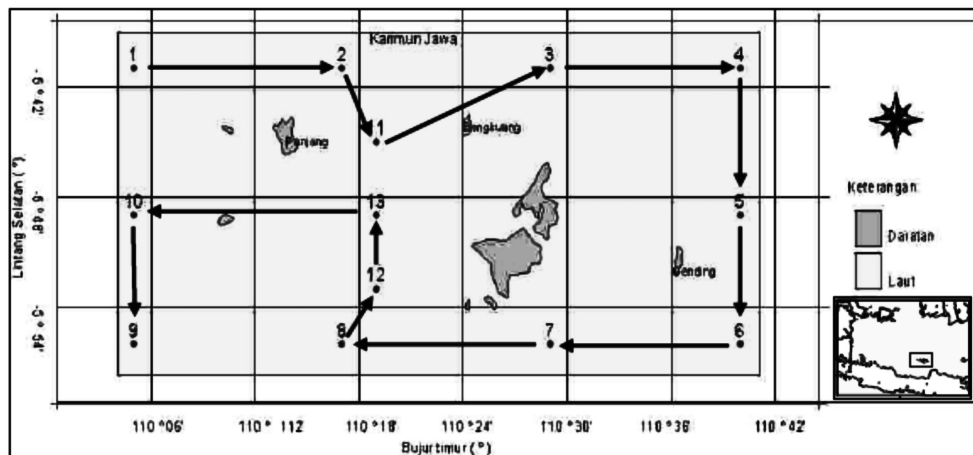 Karimun Jawa
1
2
3
4
-5°42'
1
Panjang
Bengkuang
Keterangan
10
13
5
-5°48'
Daratan
Lintang Selatan (°)
12
Genting
Laut
9
8
7
6
-5°54'
110°06' 110° 112' 110°18' 110°24' 110°30' 110°36' 110°42'
Bujur timur (°)